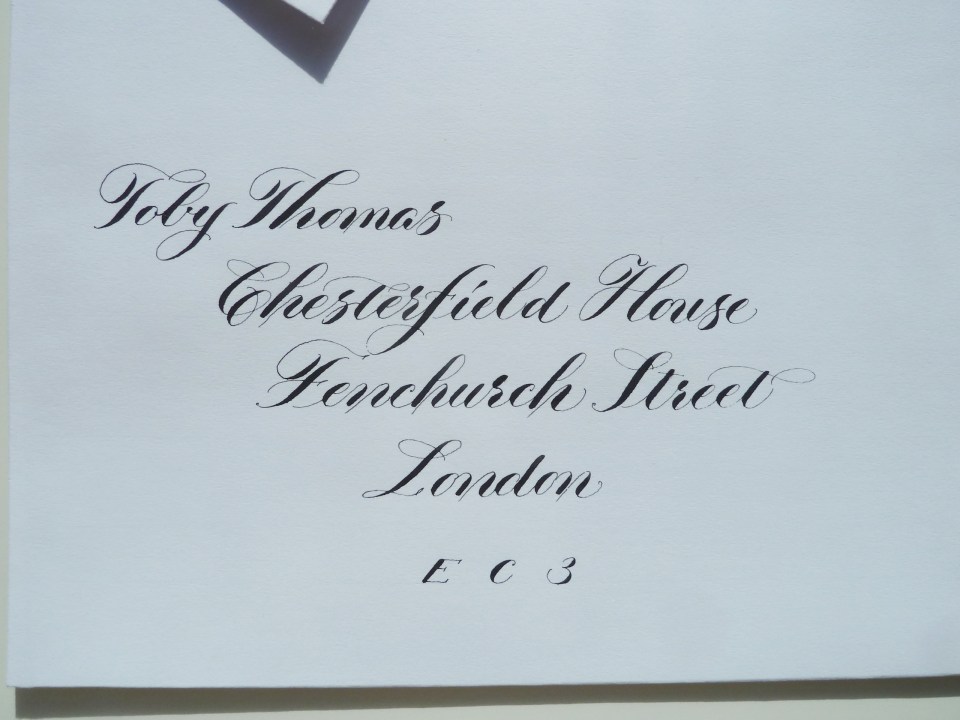 Toby Thomas
Chesterfield House
Fenchurch Street
London
E C 3